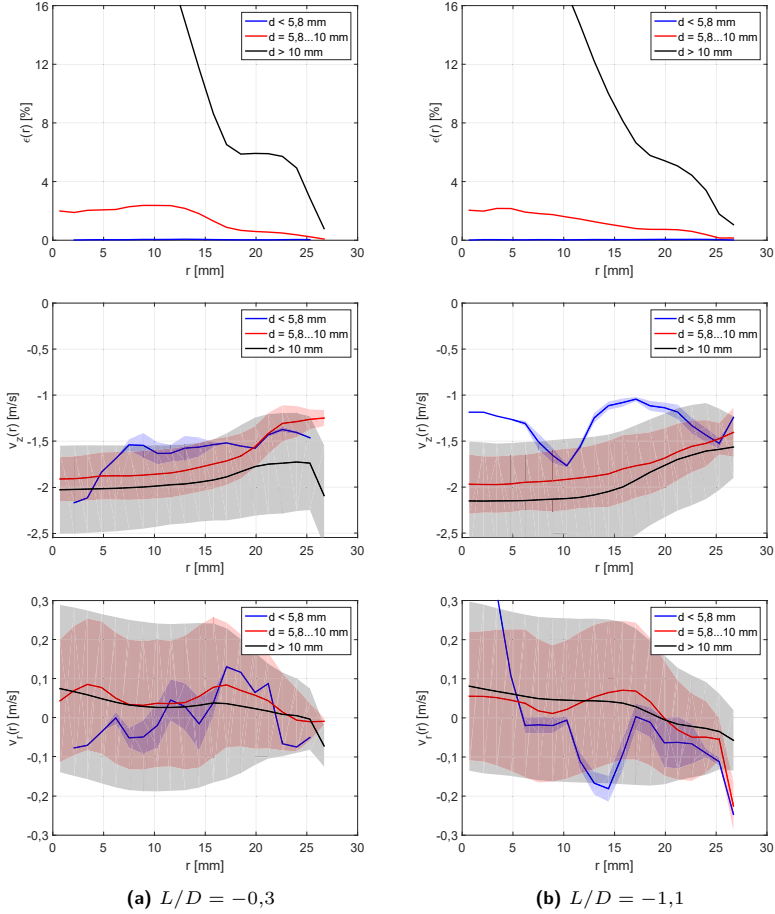 16
12
8
4
0
ε(r) [%]
d < 5,8 mm
d = 5,8...10 mm
d > 10 mm
0 5 10 15 20 25 30
r [mm]
16
12
8
4
0
ε(r) [%]
d < 5,8 mm
d = 5,8...10 mm
d > 10 mm
0 5 10 15 20 25 30
r [mm]
0
-0,5
-1
-1,5
-2
-2,5
v_z(r) [m/s]
d < 5,8 mm
d = 5,8...10 mm
d > 10 mm
0 5 10 15 20 25 30
r [mm]
0
-0,5
-1
-1,5
-2
-2,5
v_z(r) [m/s]
d < 5,8 mm
d = 5,8...10 mm
d > 10 mm
0 5 10 15 20 25 30
r [mm]
0,3
0,2
0,1
0
-0,1
-0,2
-0,3
v_r(r) [m/s]
d < 5,8 mm
d = 5,8...10 mm
d > 10 mm
0 5 10 15 20 25 30
r [mm]
0,3
0,2
0,1
0
-0,1
-0,2
-0,3
v_r(r) [m/s]
d < 5,8 mm
d = 5,8...10 mm
d > 10 mm
0 5 10 15 20 25 30
r [mm]
(a) L/D = −0,3
(b) L/D = −1,1